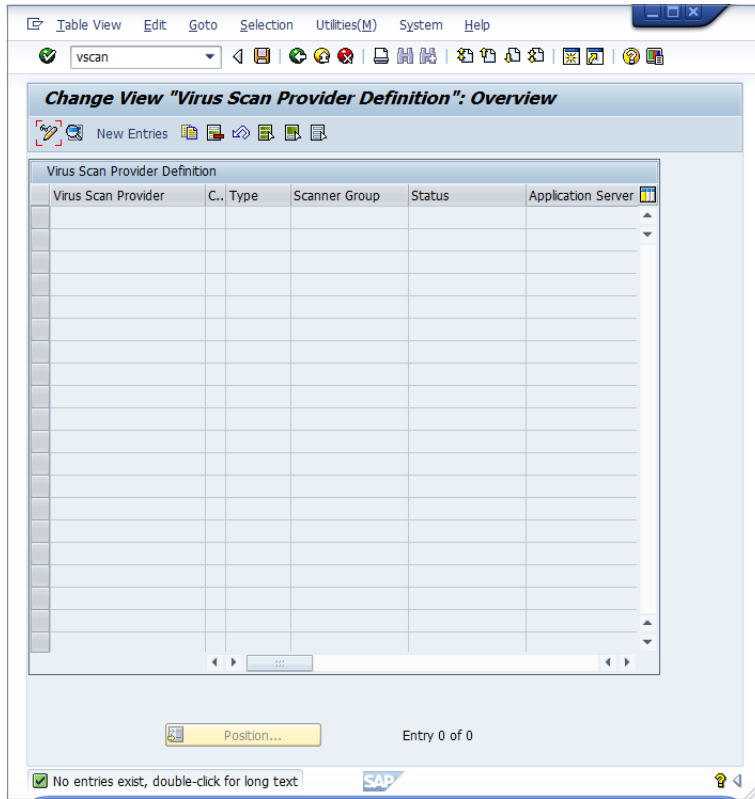 Table View Edit Goto Selection Utilities(M) System Help
vscan
Change View "Virus Scan Provider Definition": Overview
New Entries
Virus Scan Provider Definition
Virus Scan Provider C.. Type Scanner Group Status Application Server
Position... Entry 0 of 0
No entries exist, double-click for long text SAP